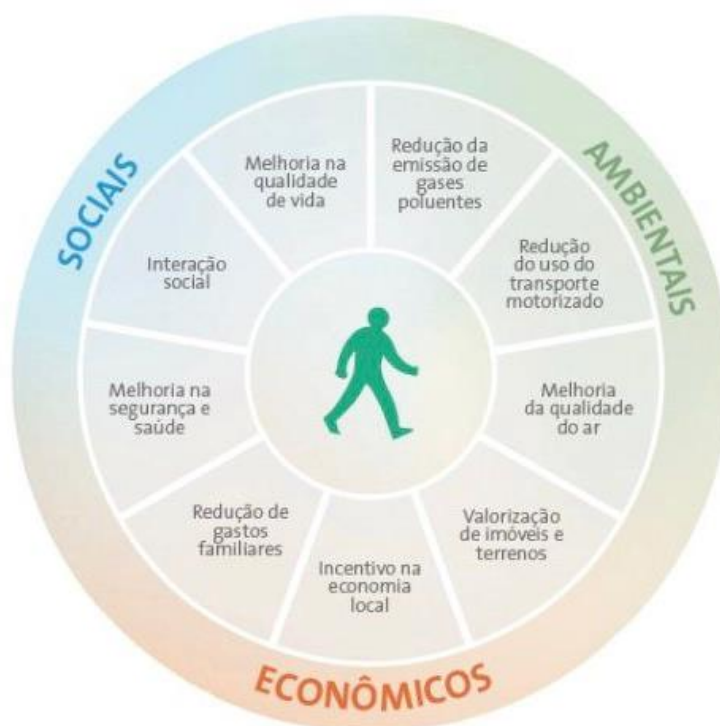 SOCIAIS
Melhoria na
qualidade
de vida
Interação
social
Melhoria na
segurança e
saúde
AMBIENTAIS
Redução da
emissão de
gases
poluentes
Redução
do uso do
transporte
motorizado
Melhoria
da qualidade
do ar
ECONÔMICOS
Redução de
gastos
familiares
Incentivo na
economia
local
Valorização
de imóveis e
terrenos